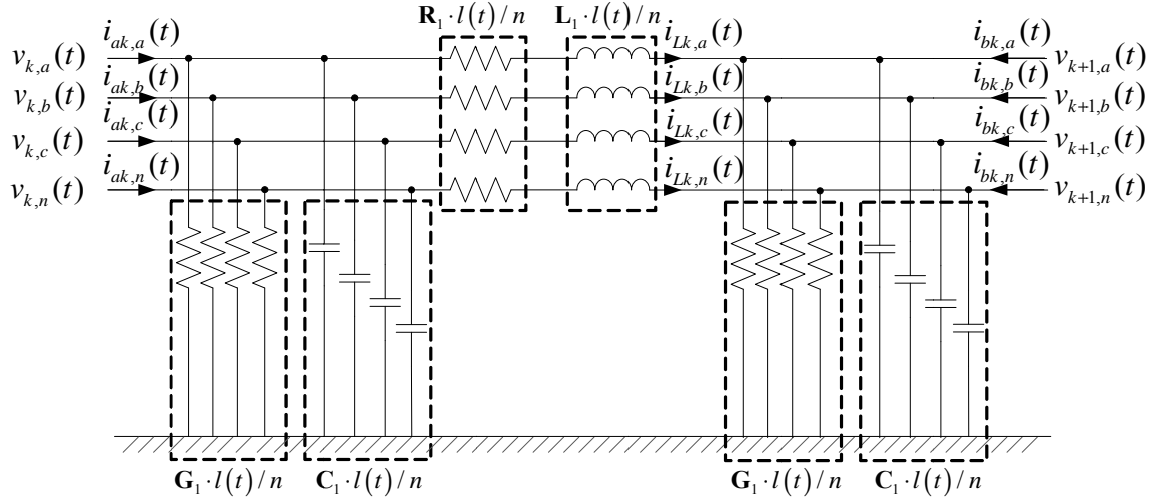 R₁·l(t)/n L₁·l(t)/n
i_{ak,a}(t) i_{Lk,a}(t) i_{bk,a}(t)
v_{k,a}(t) v_{k+1,a}(t)
i_{ak,b}(t) i_{Lk,b}(t) i_{bk,b}(t)
v_{k,b}(t) v_{k+1,b}(t)
i_{ak,c}(t) i_{Lk,c}(t) i_{bk,c}(t)
v_{k,c}(t) v_{k+1,c}(t)
i_{ak,n}(t) i_{Lk,n}(t) i_{bk,n}(t)
v_{k,n}(t) v_{k+1,n}(t)
G₁·l(t)/n C₁·l(t)/n G₁·l(t)/n C₁·l(t)/n